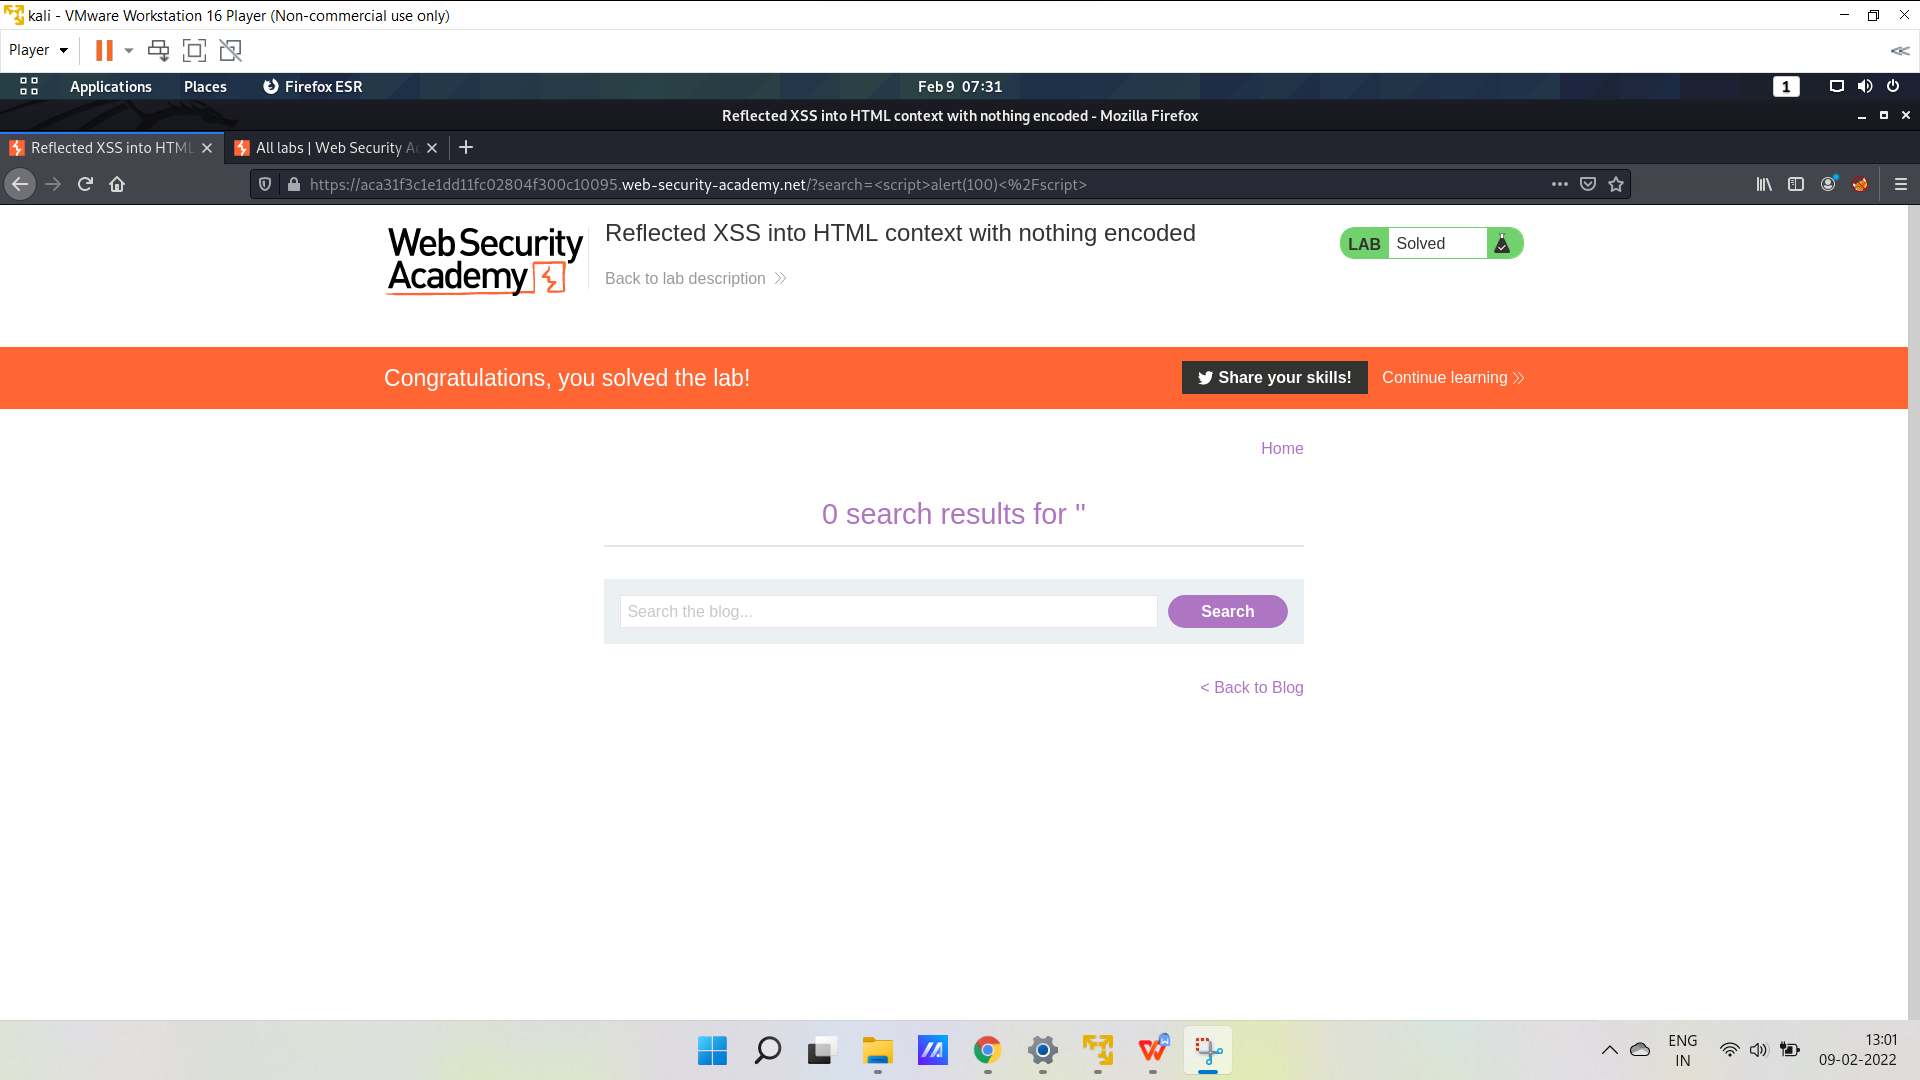 kali - VMware Workstation 16 Player (Non-commercial use only)
Player
Applications Places Firefox ESR Feb 9 07:31 1
Reflected XSS into HTML context with nothing encoded - Mozilla Firefox
Reflected XSS into HTML All labs | Web Security Ac
https://aca31f3c1e1dd11fc02804f300c10095.web-security-academy.net/?search=<script>alert(100)<%2Fscript>
WebSecurity
Academy
Reflected XSS into HTML context with nothing encoded
Back to lab description
LAB Solved
Congratulations, you solved the lab!
Share your skills! Continue learning
Home
0 search results for "
Search the blog... Search
< Back to Blog
ENG
IN
13:01
09-02-2022